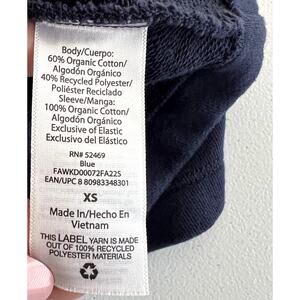 Body/Cuerpo:
60% Organic Cotton/
Algodón Orgánico
40% Recycled Polyester/
Poliéster Reciclado
Sleeve/Manga:
100% Organic Cotton/
Algodón Orgánico
Exclusive of Elastic
Exclusivo del Elástico
RN# 52469
Blue
FAWKD00072FA22S
EAN/UPC 8 80983348301
XS
Made In/Hecho En
Vietnam
THIS LABEL YARN IS MADE
OUT OF 100% RECYCLED
POLYESTER MATERIALS